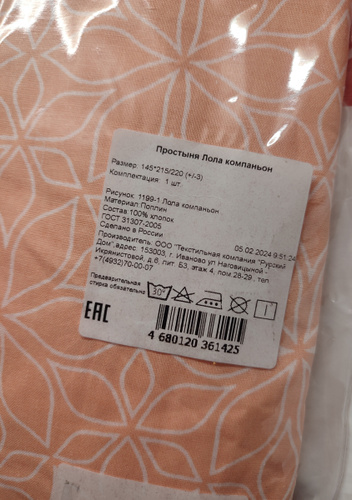 Простыня Лола компаньон
Размер: 145*215/220 (+/-3)
Комплектация: 1 шт
Рисунок: 1199-1 Лола компаньон
Материал:Поплин
Состав:100% хлопок
ГОСТ 31307-2005
Сделано в России
05.02.2024 9:51:24
Производитель: ООО "Текстильная компания "Русский
Дом",адрес: 153003, г. Иваново ул Наговицыной -
Икрянистовой, д.6, лит. Б3, этаж 4, пом.28-29., тел.
+7(4932)70-00-07
Предварительная
стирка обязательна
30°
EAC
4 680120 361425